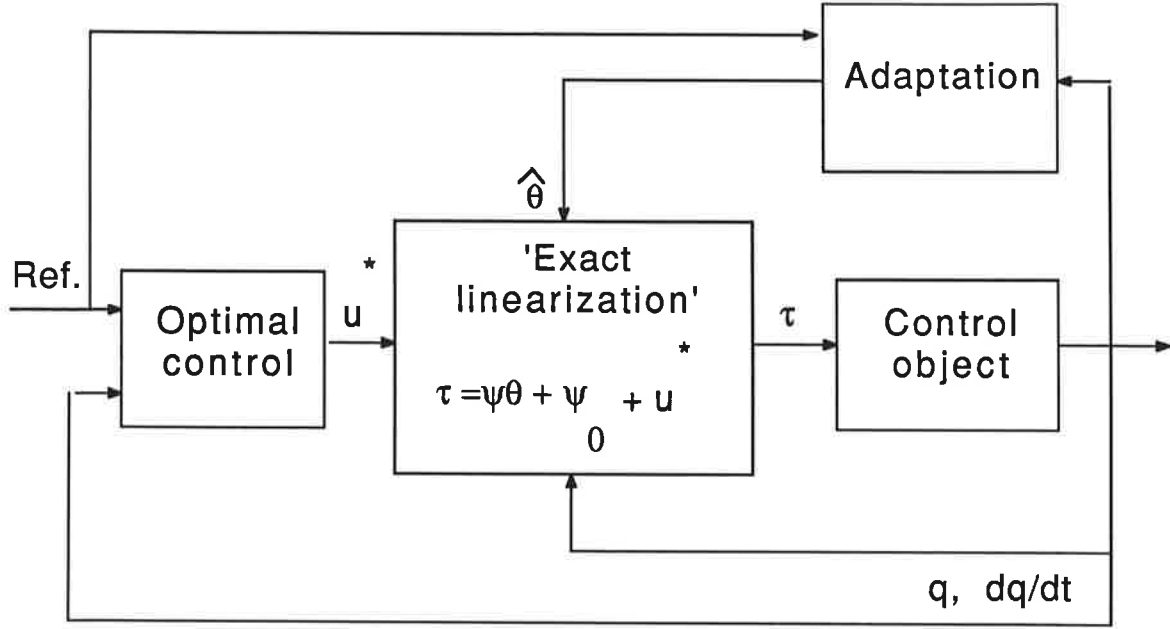 Adaptation
θ̂
Ref.
Optimal
control
u*
'Exact
linearization'
τ=ψθ + ψ₀ + u*
τ
Control
object
q, dq/dt